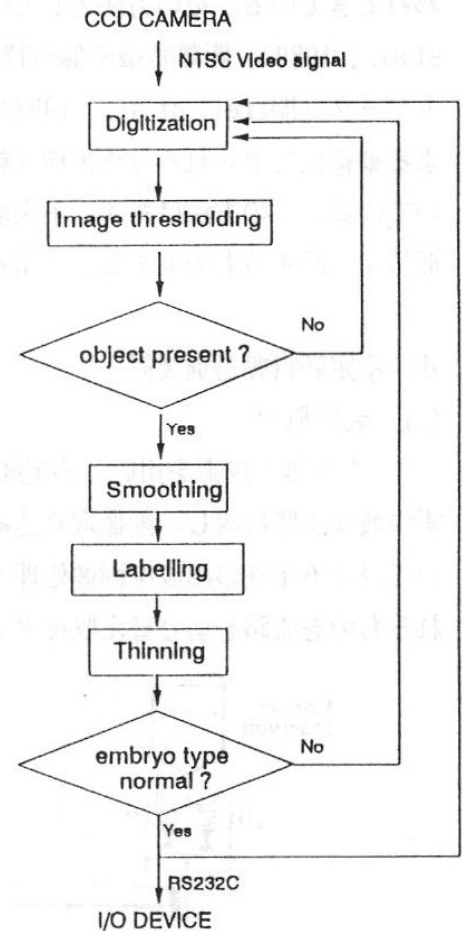 CCD CAMERA
NTSC Video signal
Digitization
Image thresholding
No
object present ?
Yes
Smoothing
Labelling
Thinning
embryo type
normal ?
No
Yes
RS232C
I/O DEVICE